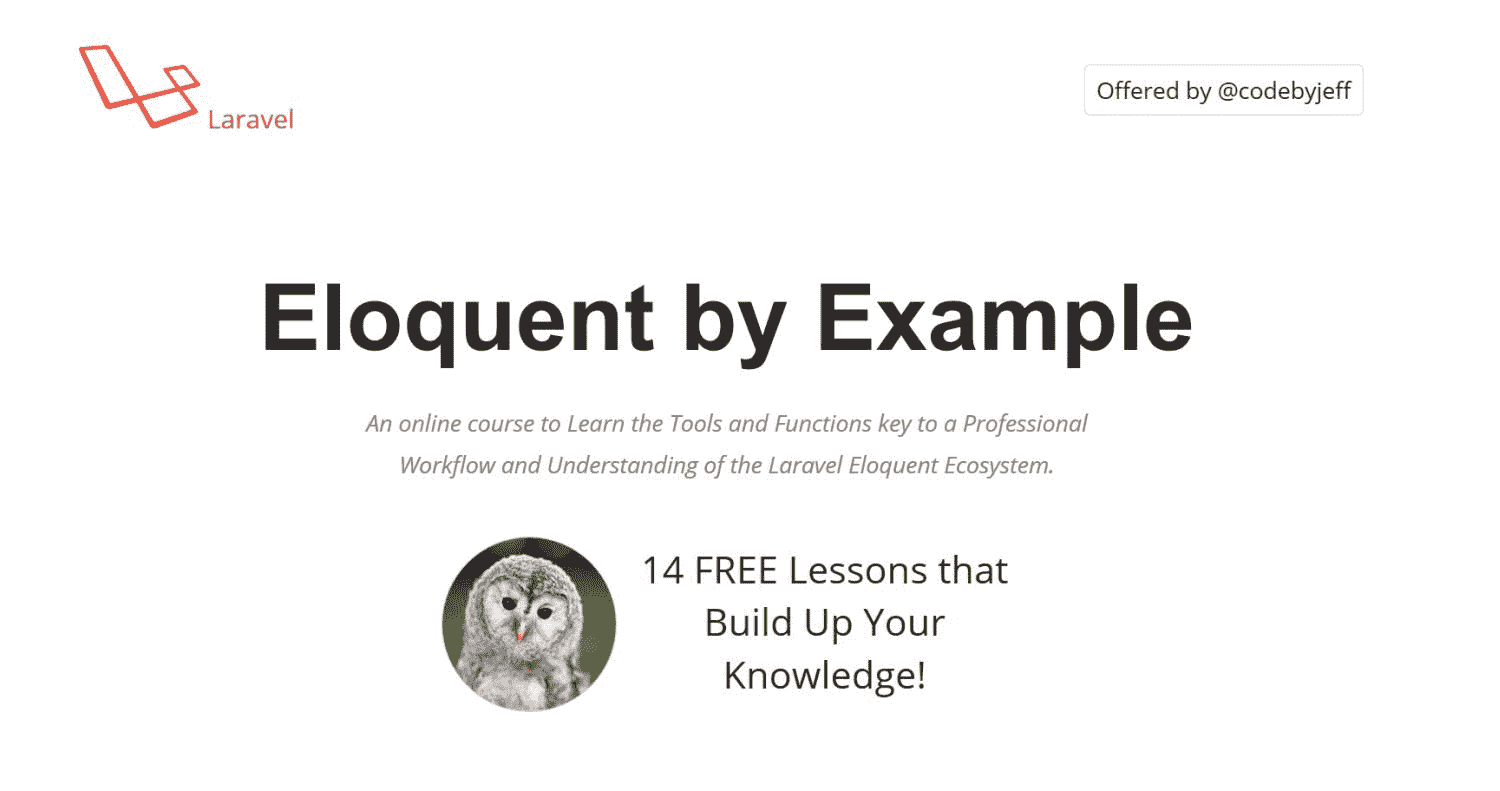 Laravel
Offered by @codebyjeff
Eloquent by Example
An online course to Learn the Tools and Functions key to a Professional
Workflow and Understanding of the Laravel Eloquent Ecosystem.
14 FREE Lessons that
Build Up Your
Knowledge!